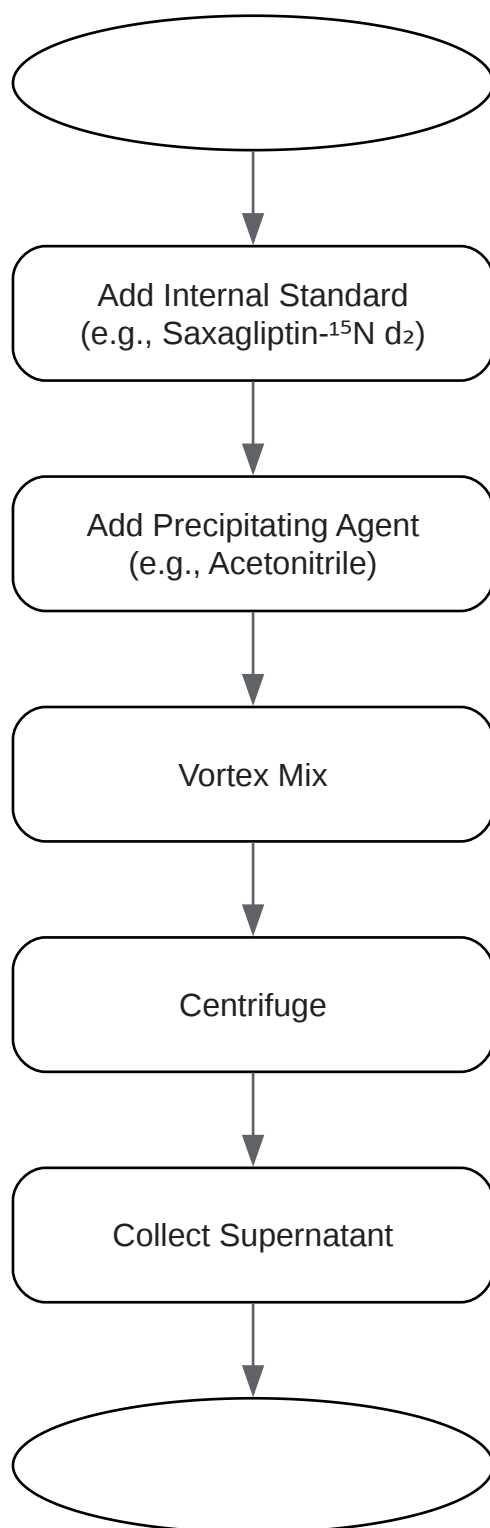 Add Internal Standard
(e.g., Saxagliptin-¹⁵N d₂)
Add Precipitating Agent
(e.g., Acetonitrile)
Vortex Mix
Centrifuge
Collect Supernatant